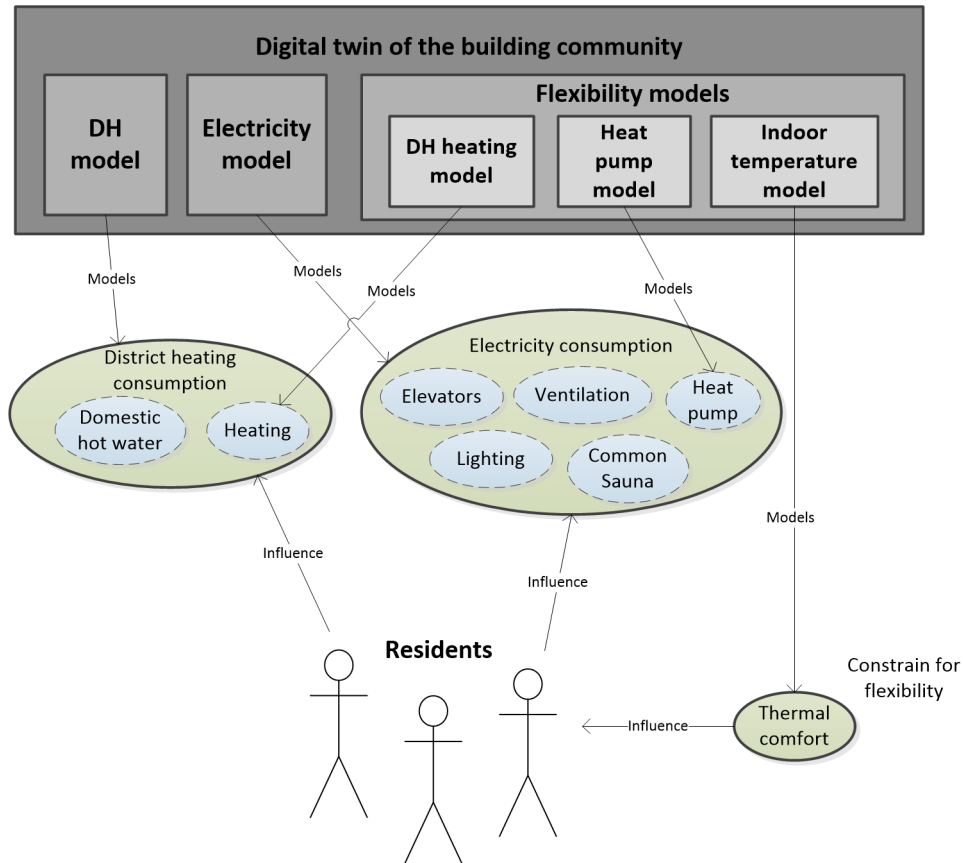 Digital twin of the building community
DH
model
Electricity
model
Flexibility models
DH heating
model
Heat
pump
model
Indoor
temperature
model
Models
Models
Models
Models
District heating
consumption
Domestic
hot water
Heating
Electricity consumption
Elevators
Ventilation
Heat
pump
Lighting
Common
Sauna
Models
Influence
Influence
Residents
Constrain for
flexibility
Influence
Thermal
comfort